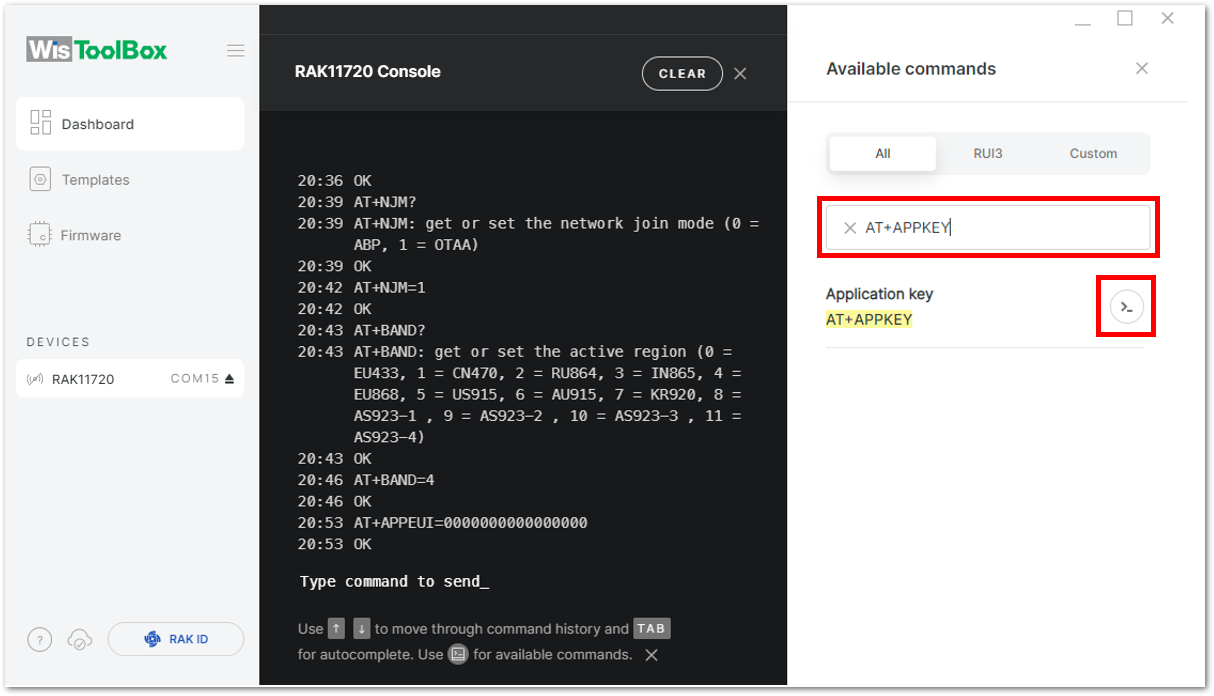 WisToolBox
Dashboard
Templates
Firmware
DEVICES
RAK11720 COM15
?
RAK ID
RAK11720 Console
CLEAR
20:36 OK
20:39 AT+NJM?
20:39 AT+NJM: get or set the network join mode (0 =
ABP, 1 = OTAA)
20:39 OK
20:42 AT+NJM=1
20:42 OK
20:43 AT+BAND?
20:43 AT+BAND: get or set the active region (0 =
EU433, 1 = CN470, 2 = RU864, 3 = IN865, 4 =
EU868, 5 = US915, 6 = AU915, 7 = KR920, 8 =
AS923-1 , 9 = AS923-2 , 10 = AS923-3 , 11 =
AS923-4)
20:43 OK
20:46 AT+BAND=4
20:46 OK
20:53 AT+APPEUI=0000000000000000
20:53 OK
Type command to send_
Use ↑ ↓ to move through command history and TAB
for autocomplete. Use for available commands.
Available commands
All RUI3 Custom
AT+APPKEY
Application key
AT+APPKEY